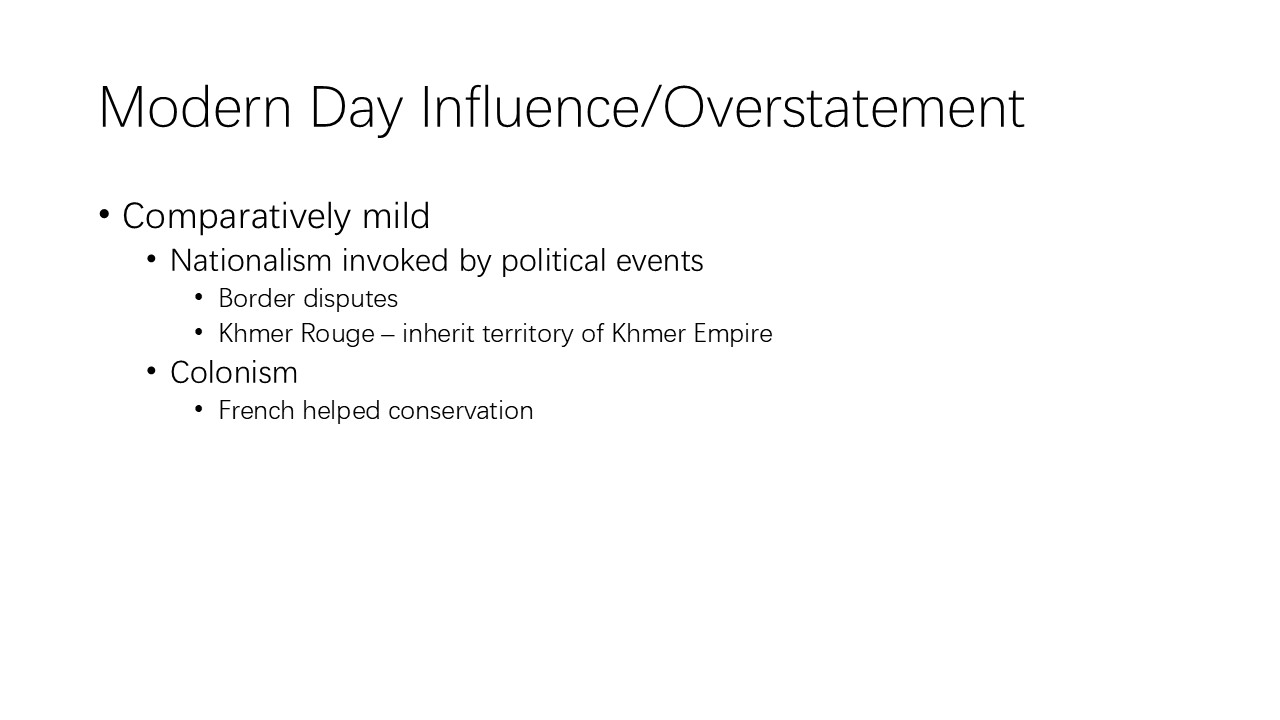 Modern Day Influence/Overstatement
• Comparatively mild
• Nationalism invoked by political events
• Border disputes
• Khmer Rouge – inherit territory of Khmer Empire
• Colonism
• French helped conservation